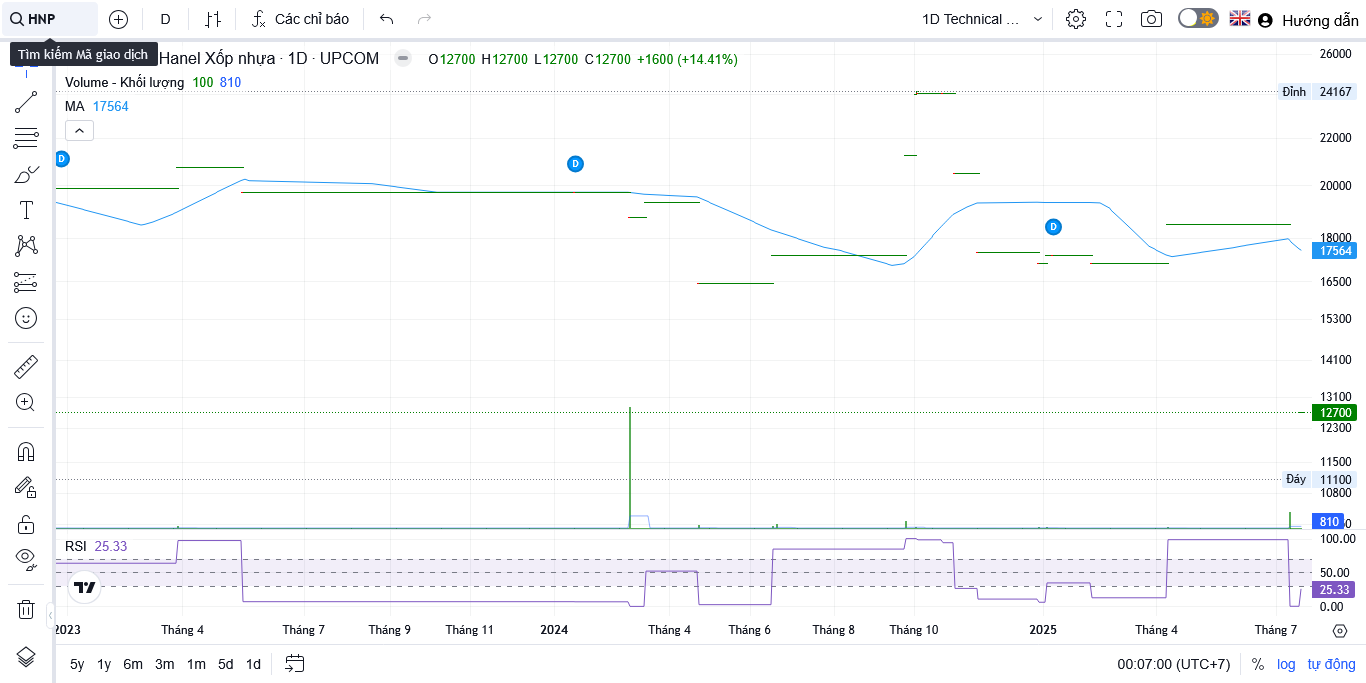 HNP
D
Các chỉ báo
1D Technical ...
Hướng dẫn
Tìm kiếm Mã giao dịch
Hanel Xốp nhựa · 1D · UPCOM
O12700 H12700 L12700 C12700 +1600 (+14.41%)
Volume - Khối lượng 100 810
MA 17564
D
D
D
26000
Đỉnh 24167
22000
20000
18000
17564
16500
15300
14100
13100
12700
12300
11500
Đáy 11100
10800
810
RSI 25.33
100.00
50.00
25.33
0.00
2023
Tháng 4
Tháng 7
Tháng 9
Tháng 11
2024
Tháng 4
Tháng 6
Tháng 8
Tháng 10
2025
Tháng 4
Tháng 7
5y 1y 6m 3m 1m 5d 1d
00:07:00 (UTC+7)
% log tự động